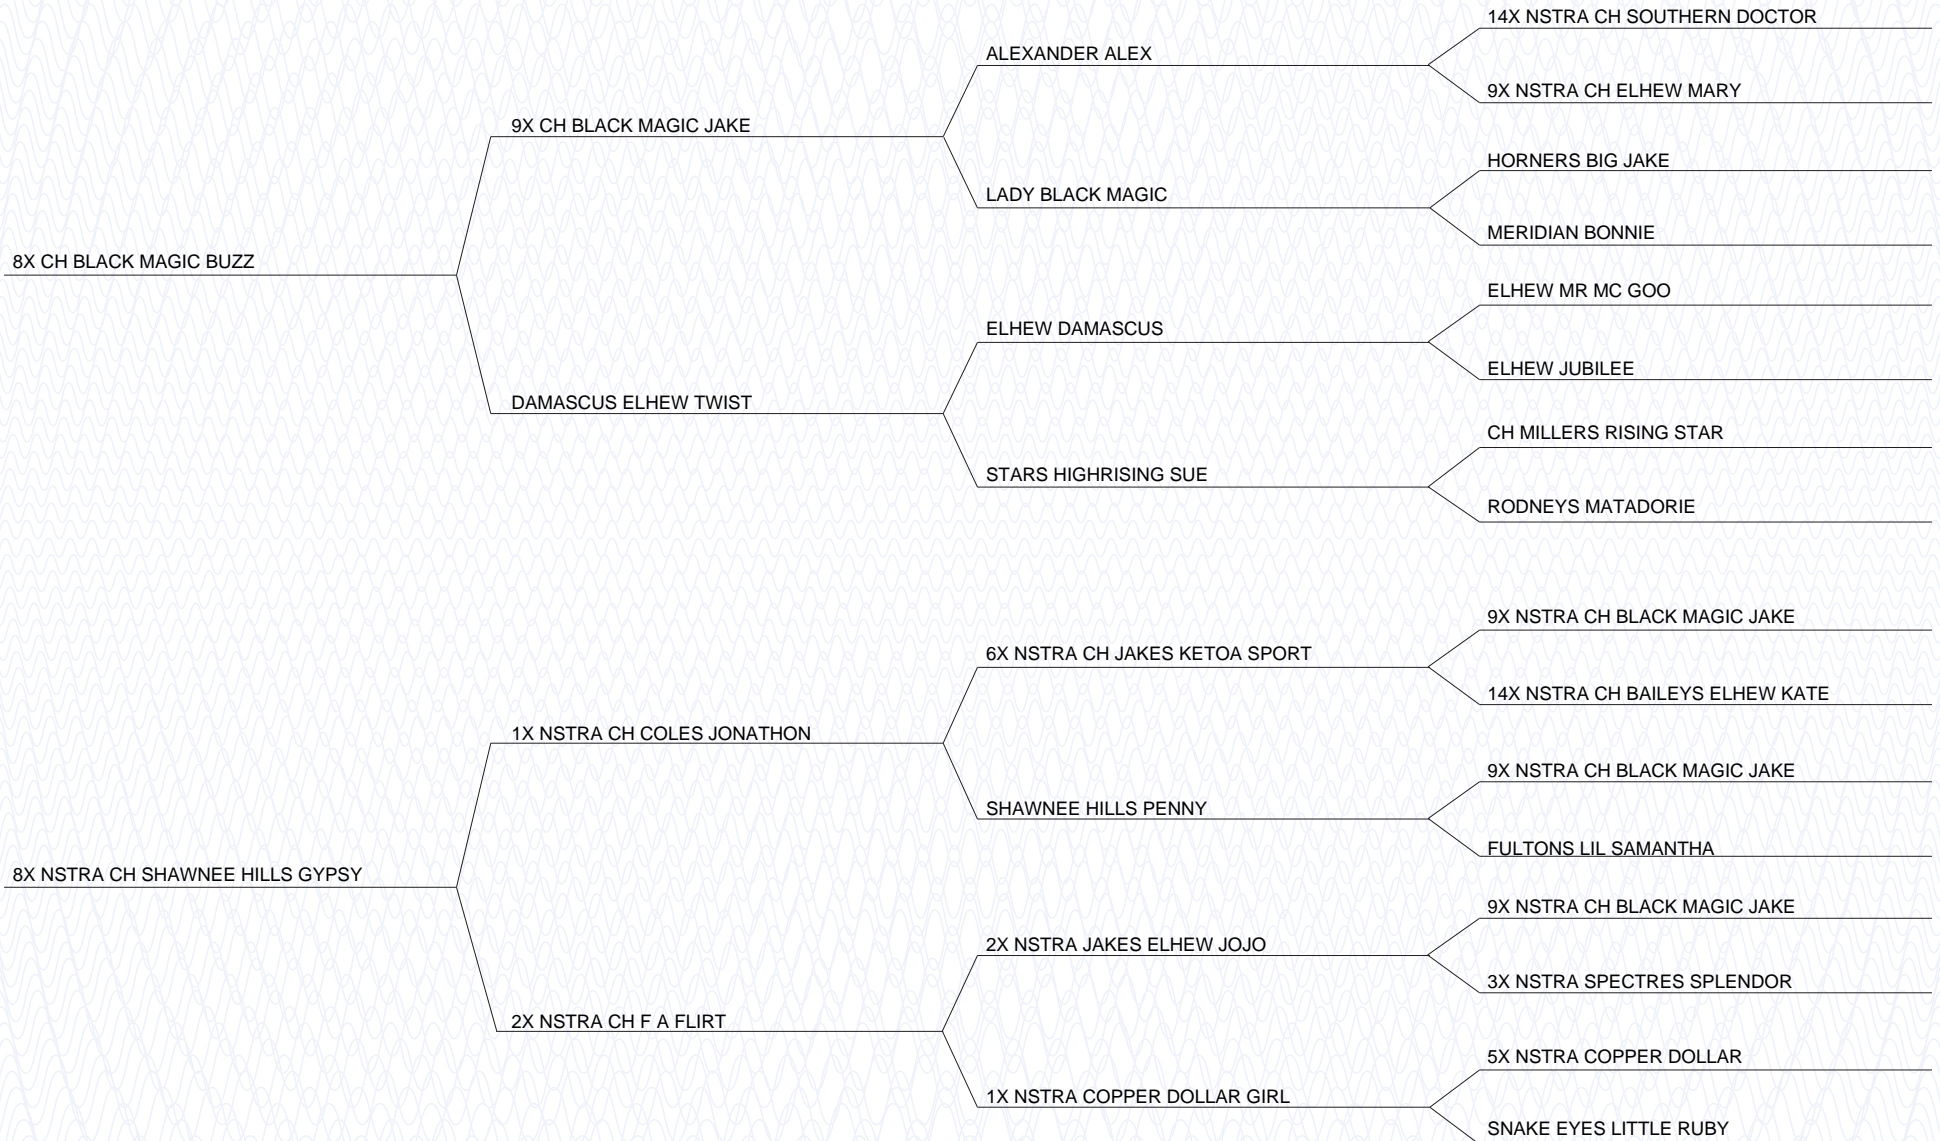 14X NSTRA CH SOUTHERN DOCTOR
ALEXANDER ALEX
9X NSTRA CH ELHEW MARY
9X CH BLACK MAGIC JAKE
HORNERS BIG JAKE
LADY BLACK MAGIC
MERIDIAN BONNIE
8X CH BLACK MAGIC BUZZ
ELHEW MR MC GOO
ELHEW DAMASCUS
ELHEW JUBILEE
DAMASCUS ELHEW TWIST
CH MILLERS RISING STAR
STARS HIGHRISING SUE
RODNEYS MATADORIE
9X NSTRA CH BLACK MAGIC JAKE
6X NSTRA CH JAKES KETOA SPORT
14X NSTRA CH BAILEYS ELHEW KATE
1X NSTRA CH COLES JONATHON
9X NSTRA CH BLACK MAGIC JAKE
SHAWNEE HILLS PENNY
FULTONS LIL SAMANTHA
8X NSTRA CH SHAWNEE HILLS GYPSY
9X NSTRA CH BLACK MAGIC JAKE
2X NSTRA JAKES ELHEW JOJO
3X NSTRA SPECTRES SPLENDOR
2X NSTRA CH F A FLIRT
5X NSTRA COPPER DOLLAR
1X NSTRA COPPER DOLLAR GIRL
SNAKE EYES LITTLE RUBY